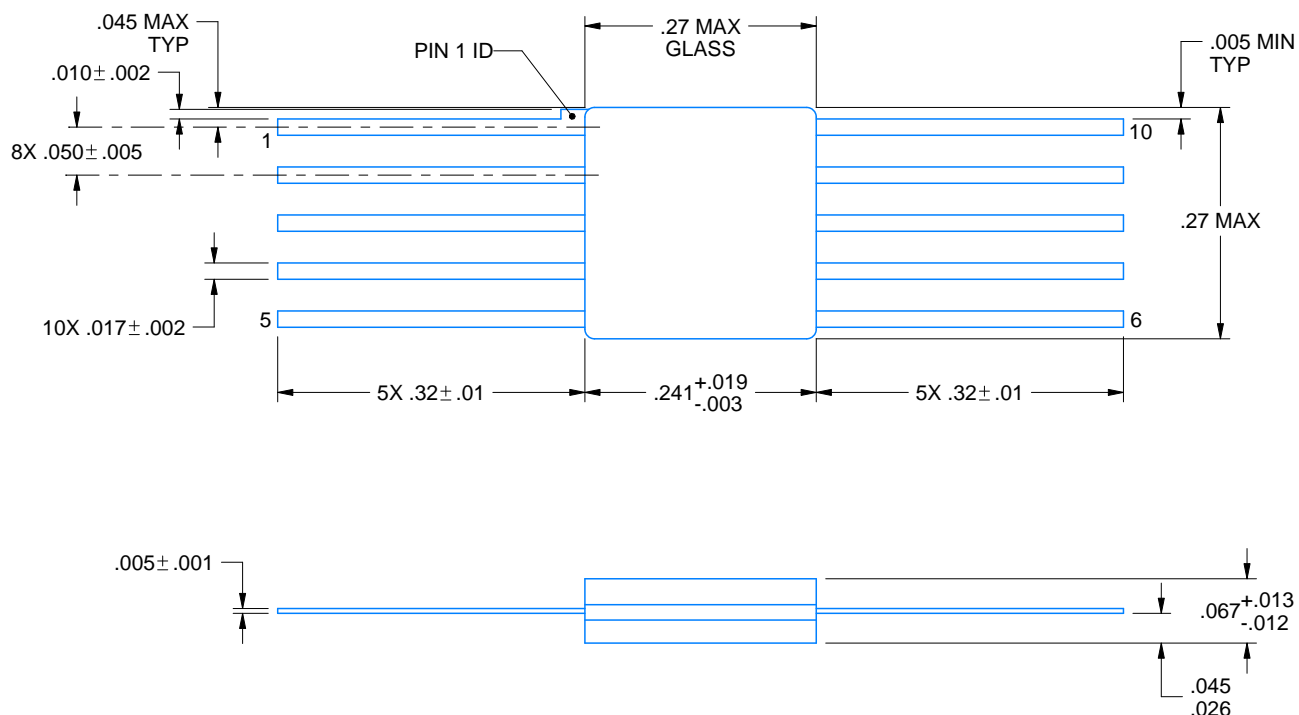 .045 MAX
TYP
.010±.002
8X .050±.005
PIN 1 ID
.27 MAX
GLASS
.005 MIN
TYP
1
10
.27 MAX
10X .017±.002
5
6
5X .32±.01
.241 +.019
-.003
5X .32±.01
.005±.001
.067 +.013
-.012
.045
.026